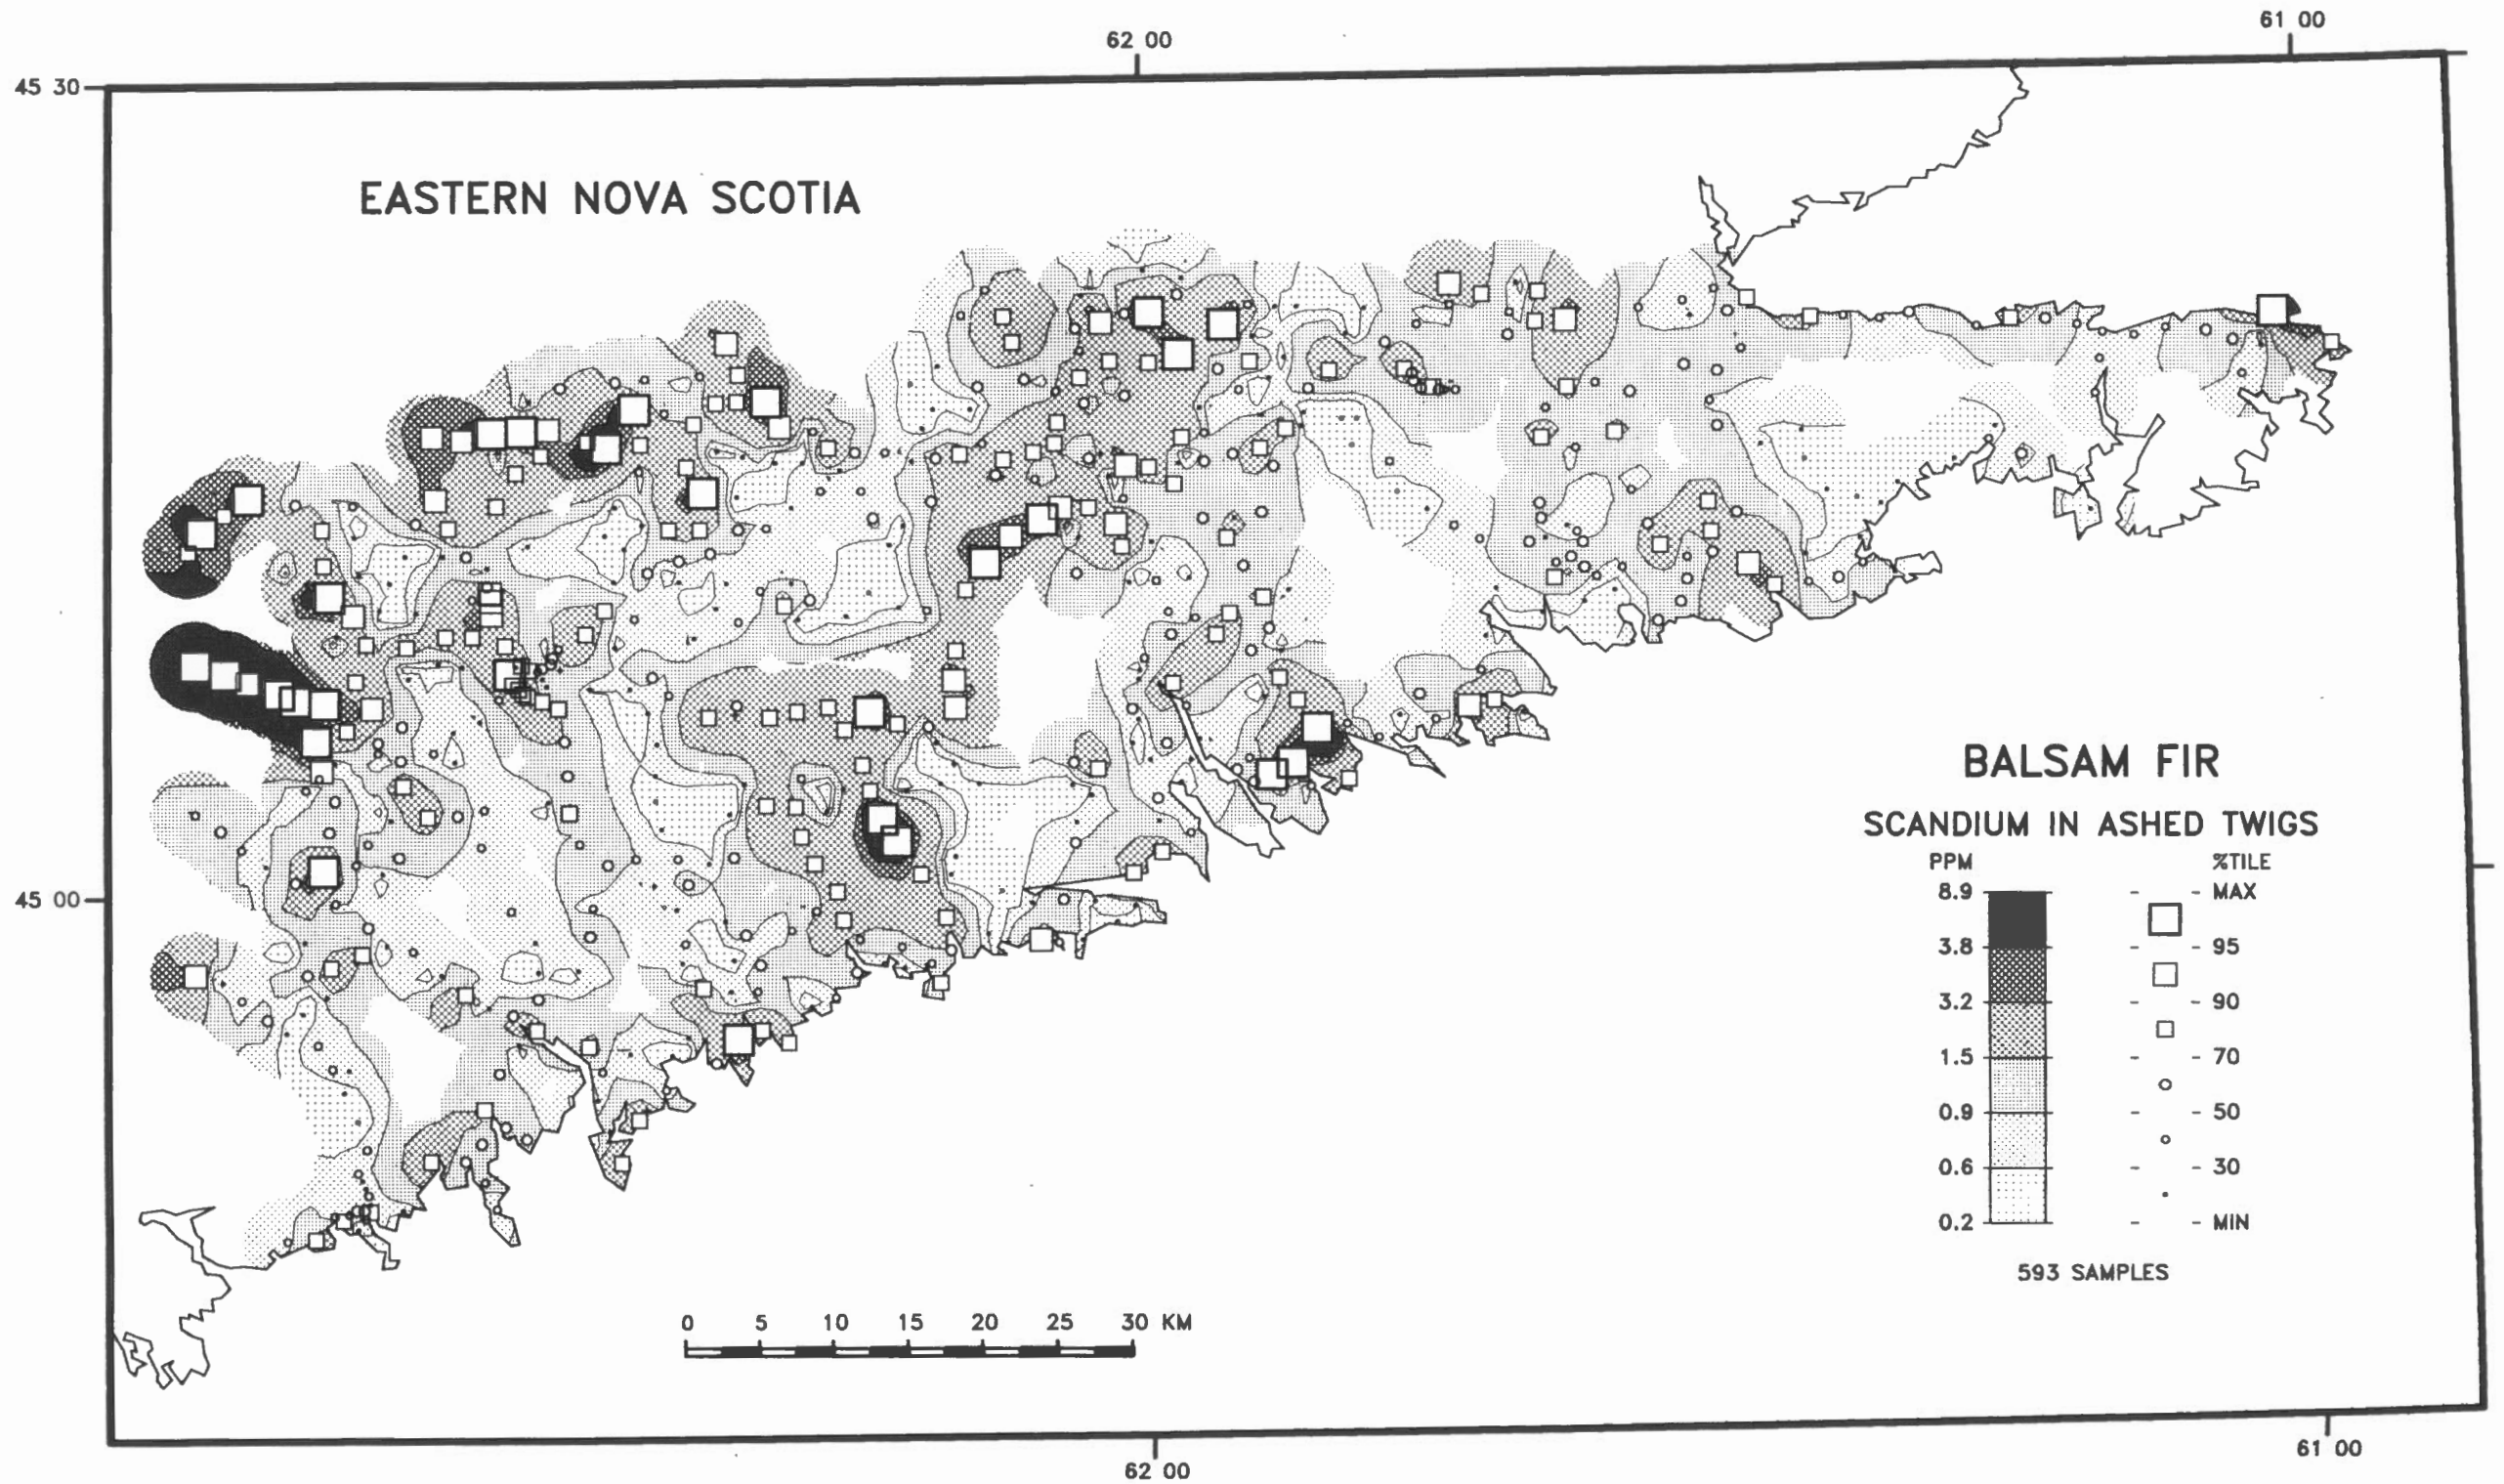 61 00
62 00
45 30
EASTERN NOVA SCOTIA
BALSAM FIR
SCANDIUM IN ASHED TWIGS
PPM %TILE
8.9 MAX
3.8 95
3.2 90
1.5 70
0.9 50
0.6 30
0.2 MIN
593 SAMPLES
45 00
0 5 10 15 20 25 30 KM
61 00
62 00